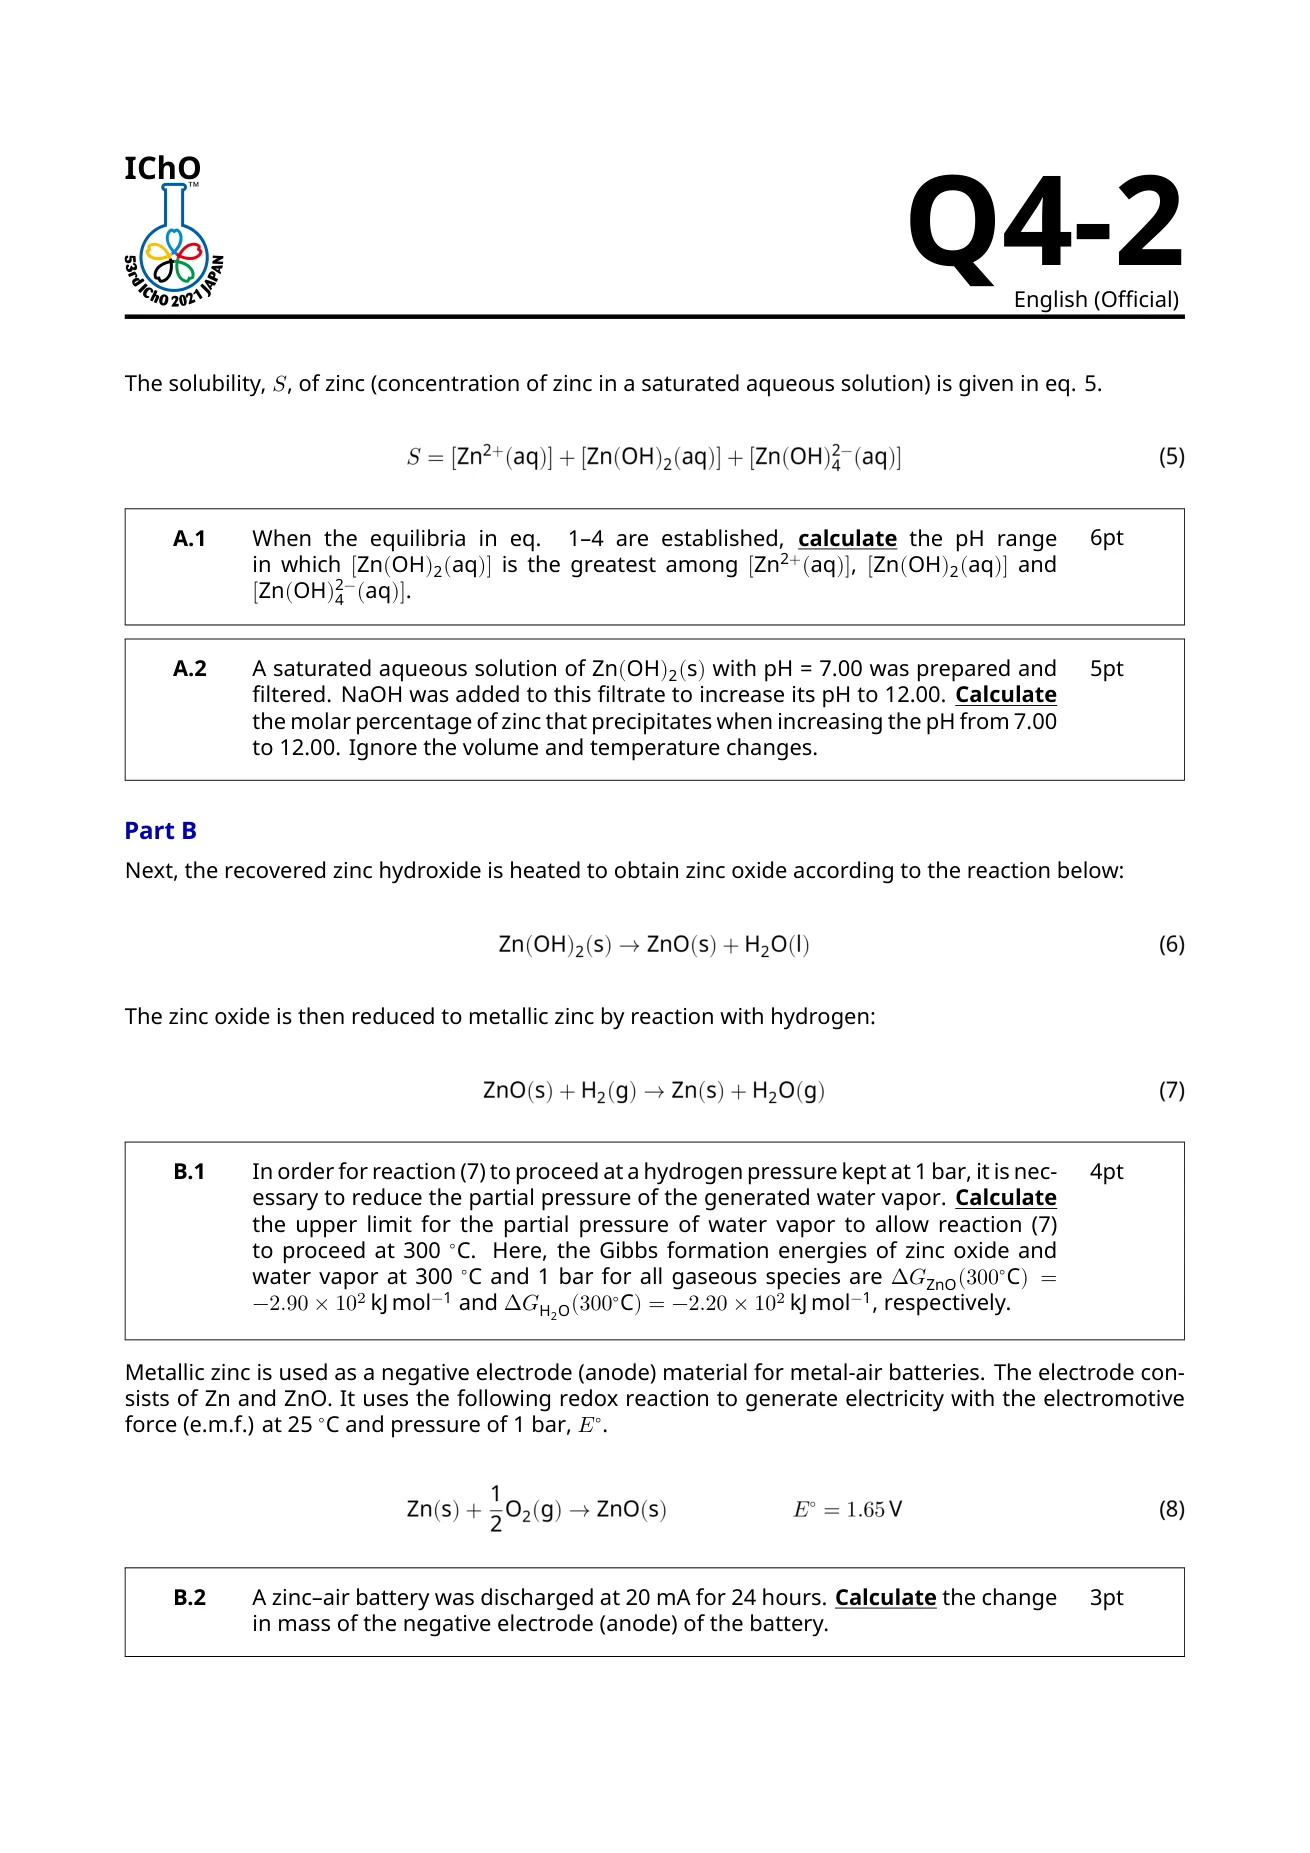 IChO
TM
53rd IChO 2021 JAPAN
Q4-2
English (Official)
The solubility, S, of zinc (concentration of zinc in a saturated aqueous solution) is given in eq. 5.
S = [Zn²⁺(aq)] + [Zn(OH)₂(aq)] + [Zn(OH)₄²⁻(aq)] (5)
A.1 When the equilibria in eq. 1–4 are established, calculate the pH range 6pt
in which [Zn(OH)₂(aq)] is the greatest among [Zn²⁺(aq)], [Zn(OH)₂(aq)] and
[Zn(OH)₄²⁻(aq)].
A.2 A saturated aqueous solution of Zn(OH)₂(s) with pH = 7.00 was prepared and 5pt
filtered. NaOH was added to this filtrate to increase its pH to 12.00. Calculate
the molar percentage of zinc that precipitates when increasing the pH from 7.00
to 12.00. Ignore the volume and temperature changes.
Part B
Next, the recovered zinc hydroxide is heated to obtain zinc oxide according to the reaction below:
Zn(OH)₂(s) → ZnO(s) + H₂O(l) (6)
The zinc oxide is then reduced to metallic zinc by reaction with hydrogen:
ZnO(s) + H₂(g) → Zn(s) + H₂O(g) (7)
B.1 In order for reaction (7) to proceed at a hydrogen pressure kept at 1 bar, it is nec- 4pt
essary to reduce the partial pressure of the generated water vapor. Calculate
the upper limit for the partial pressure of water vapor to allow reaction (7)
to proceed at 300 °C. Here, the Gibbs formation energies of zinc oxide and
water vapor at 300 °C and 1 bar for all gaseous species are ΔG_ZnO(300°C) =
−2.90 × 10² kJ mol⁻¹ and ΔG_H₂O(300°C) = −2.20 × 10² kJ mol⁻¹, respectively.
Metallic zinc is used as a negative electrode (anode) material for metal-air batteries. The electrode con-
sists of Zn and ZnO. It uses the following redox reaction to generate electricity with the electromotive
force (e.m.f.) at 25 °C and pressure of 1 bar, E°.
Zn(s) + 1/2 O₂(g) → ZnO(s) E° = 1.65 V (8)
B.2 A zinc–air battery was discharged at 20 mA for 24 hours. Calculate the change 3pt
in mass of the negative electrode (anode) of the battery.